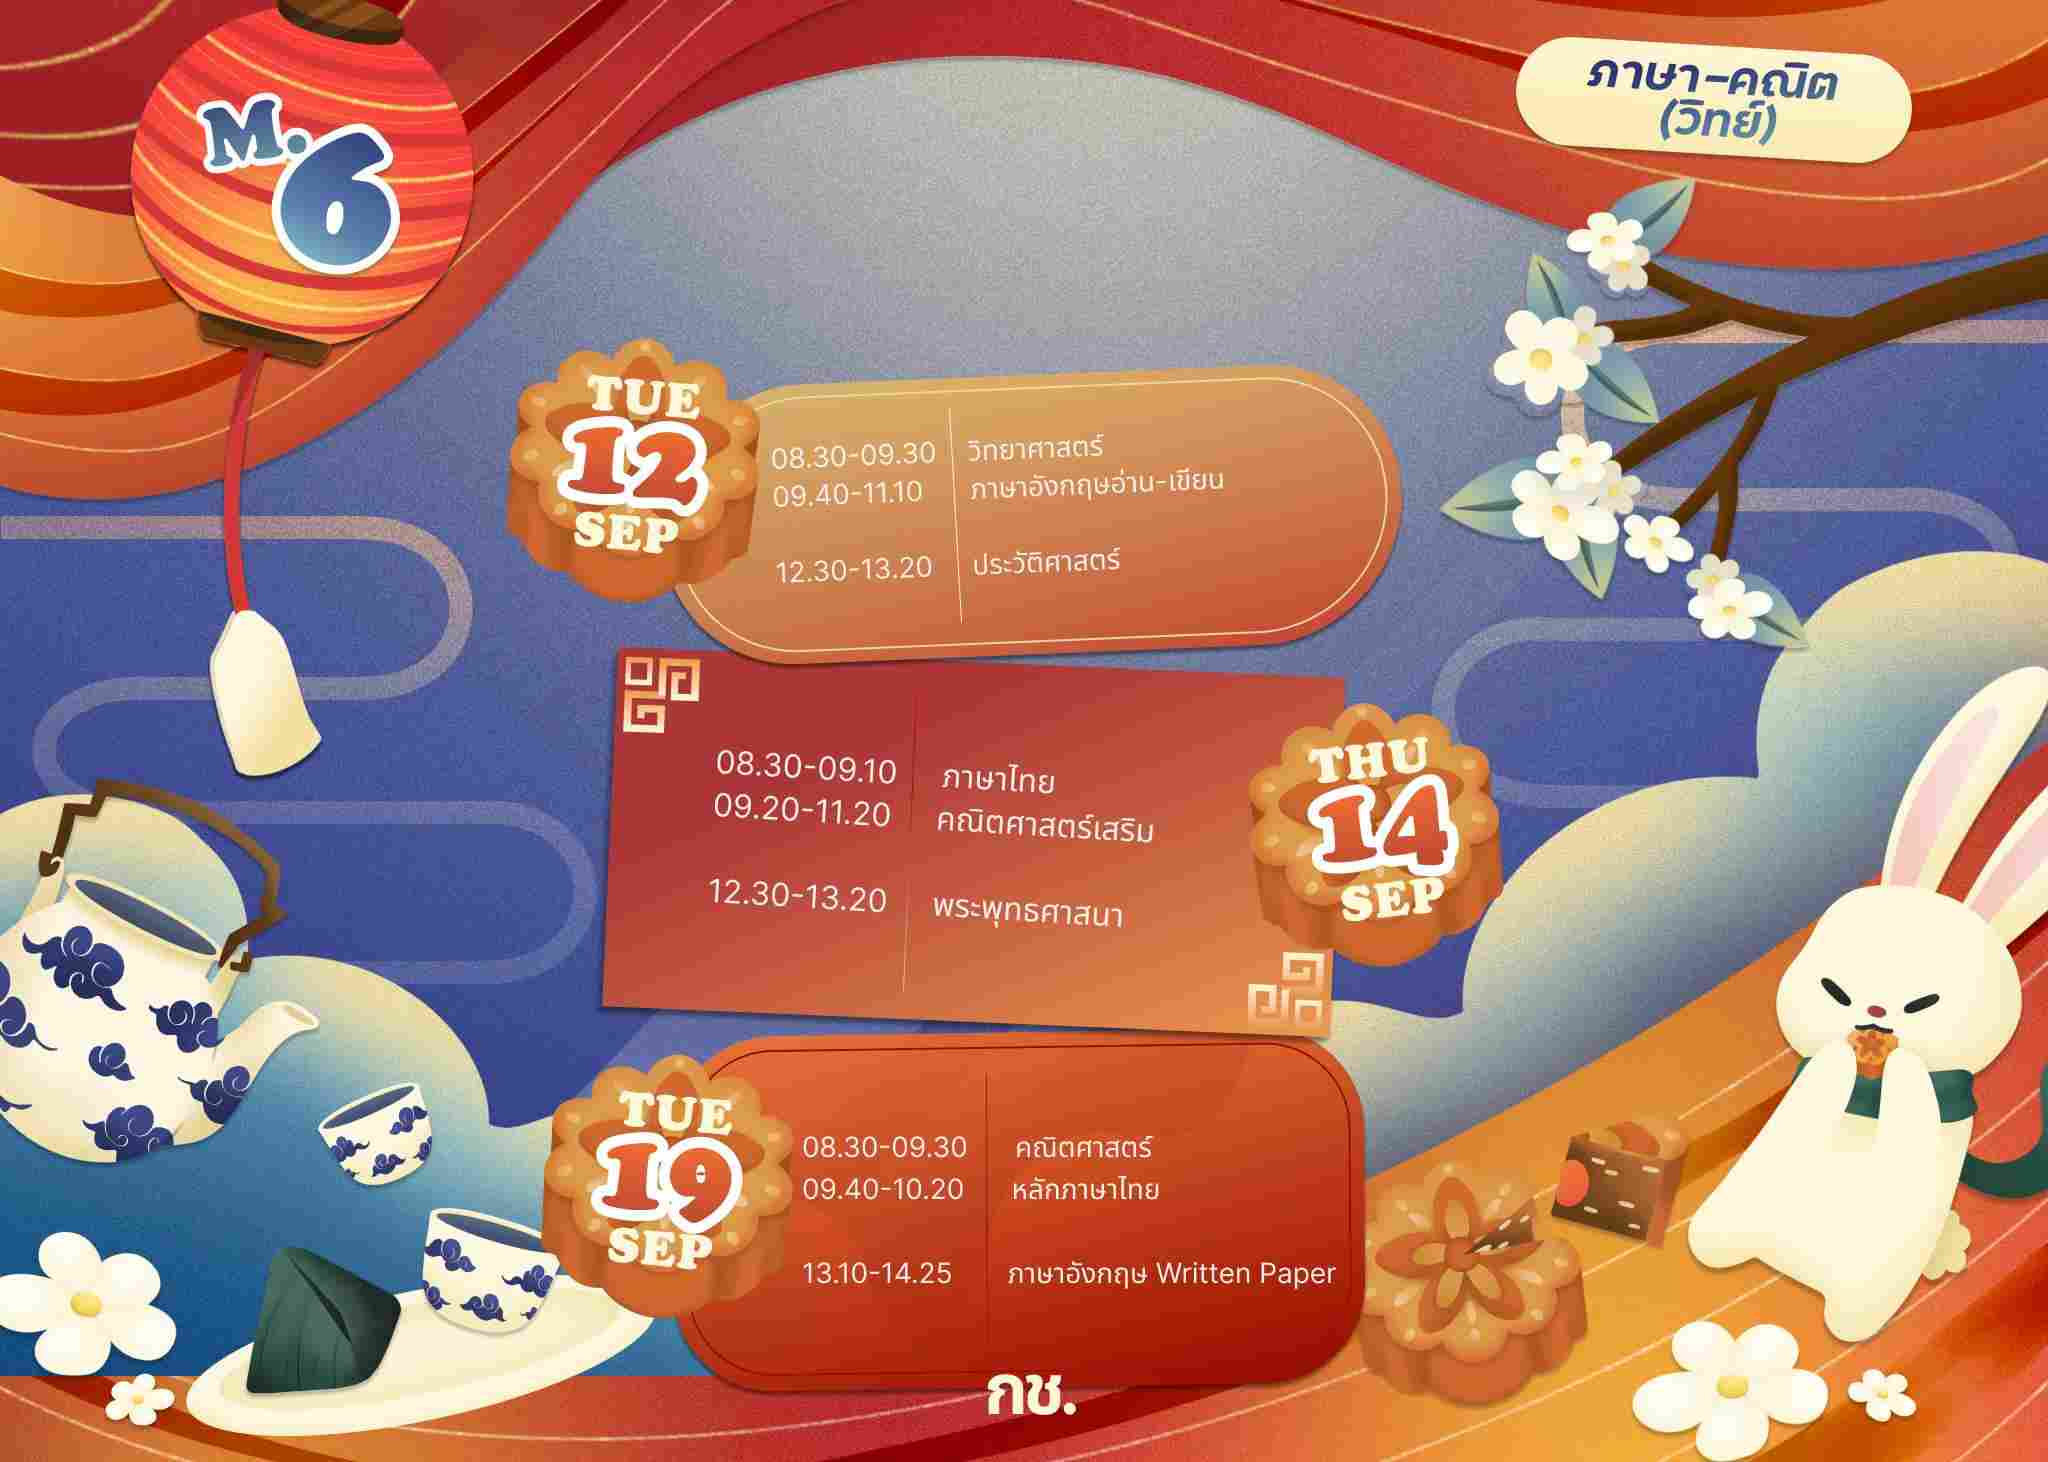 M.6
ภาษา-คณิต
(วิทย์)
TUE
12
SEP
08.30-09.30 วิทยาศาสตร์
09.40-11.10 ภาษาอังกฤษอ่าน-เขียน
12.30-13.20 ประวัติศาสตร์
THU
14
SEP
08.30-09.10 ภาษาไทย
09.20-11.20 คณิตศาสตร์เสริม
12.30-13.20 พระพุทธศาสนา
TUE
19
SEP
08.30-09.30 คณิตศาสตร์
09.40-10.20 หลักภาษาไทย
13.10-14.25 ภาษาอังกฤษ Written Paper
กช.